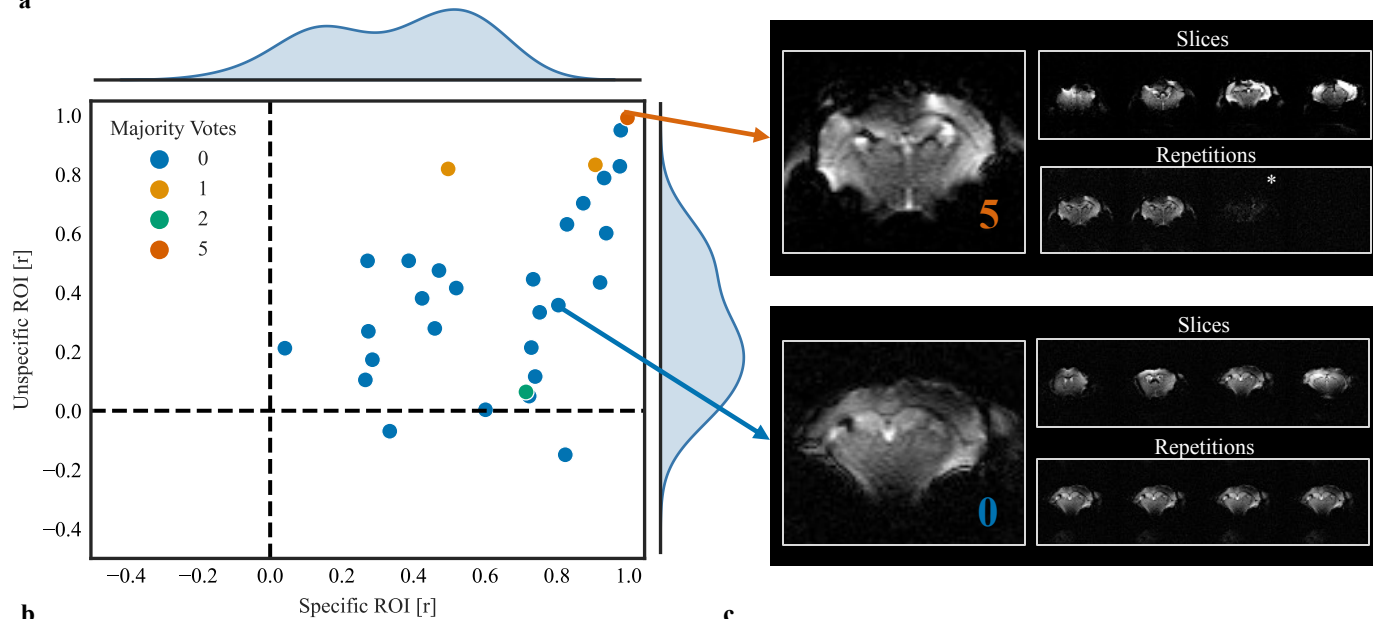 a
Majority Votes
0
1
2
5
Unspecific ROI [r]
1.0
0.8
0.6
0.4
0.2
0.0
−0.2
−0.4
−0.4 −0.2 0.0 0.2 0.4 0.6 0.8 1.0
Specific ROI [r]
Slices
Repetitions
*
5
Slices
Repetitions
0
b
c